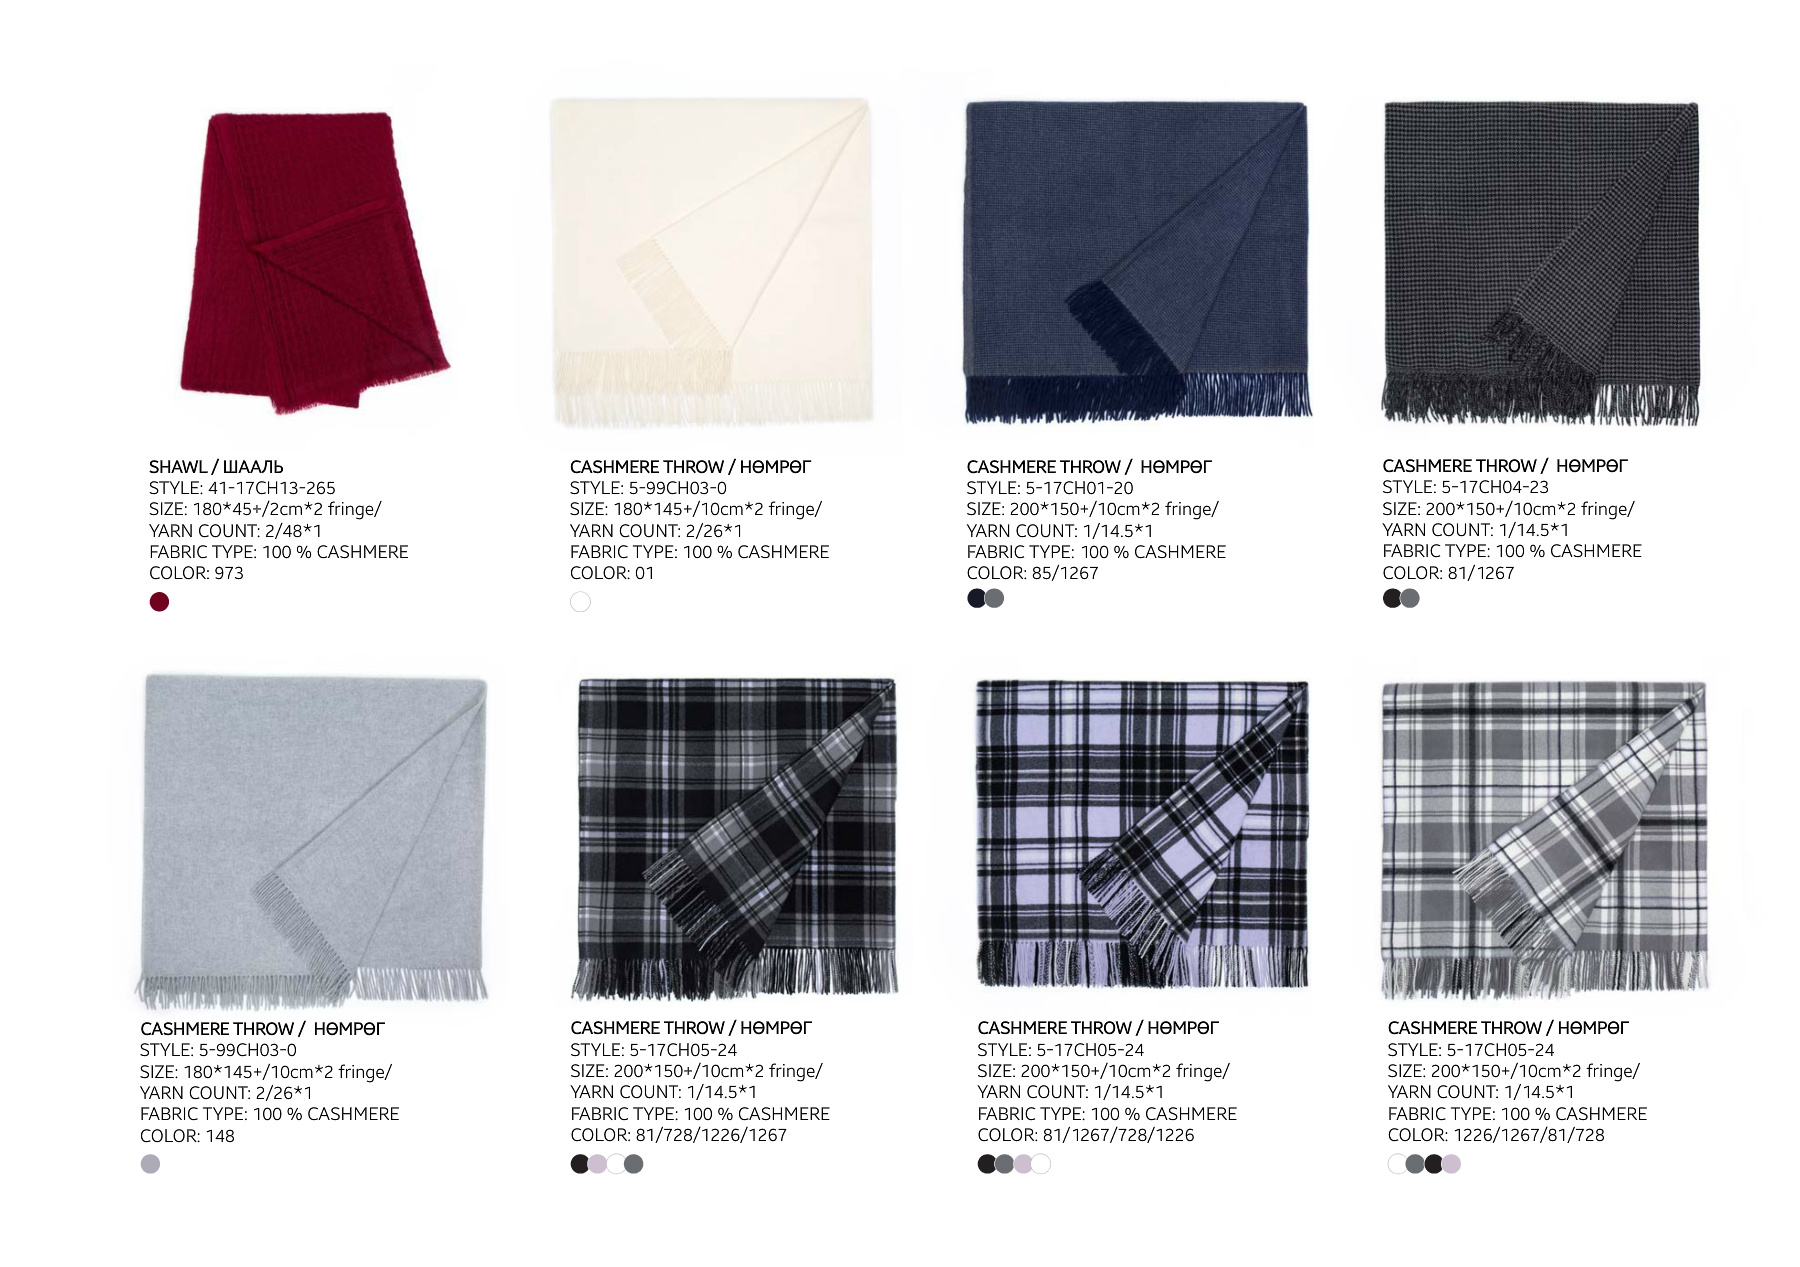 SHAWL / ШААЛЬ
STYLE: 41-17CH13-265
SIZE: 180*45+/2cm*2 fringe/
YARN COUNT: 2/48*1
FABRIC TYPE: 100 % CASHMERE
COLOR: 973
CASHMERE THROW / НӨМРӨГ
STYLE: 5-99CH03-0
SIZE: 180*145+/10cm*2 fringe/
YARN COUNT: 2/26*1
FABRIC TYPE: 100 % CASHMERE
COLOR: 01
CASHMERE THROW / НӨМРӨГ
STYLE: 5-17CH01-20
SIZE: 200*150+/10cm*2 fringe/
YARN COUNT: 1/14.5*1
FABRIC TYPE: 100 % CASHMERE
COLOR: 85/1267
CASHMERE THROW / НӨМРӨГ
STYLE: 5-17CH04-23
SIZE: 200*150+/10cm*2 fringe/
YARN COUNT: 1/14.5*1
FABRIC TYPE: 100 % CASHMERE
COLOR: 81/1267
CASHMERE THROW / НӨМРӨГ
STYLE: 5-99CH03-0
SIZE: 180*145+/10cm*2 fringe/
YARN COUNT: 2/26*1
FABRIC TYPE: 100 % CASHMERE
COLOR: 148
CASHMERE THROW / НӨМРӨГ
STYLE: 5-17CH05-24
SIZE: 200*150+/10cm*2 fringe/
YARN COUNT: 1/14.5*1
FABRIC TYPE: 100 % CASHMERE
COLOR: 81/728/1226/1267
CASHMERE THROW / НӨМРӨГ
STYLE: 5-17CH05-24
SIZE: 200*150+/10cm*2 fringe/
YARN COUNT: 1/14.5*1
FABRIC TYPE: 100 % CASHMERE
COLOR: 81/1267/728/1226
CASHMERE THROW / НӨМРӨГ
STYLE: 5-17CH05-24
SIZE: 200*150+/10cm*2 fringe/
YARN COUNT: 1/14.5*1
FABRIC TYPE: 100 % CASHMERE
COLOR: 1226/1267/81/728